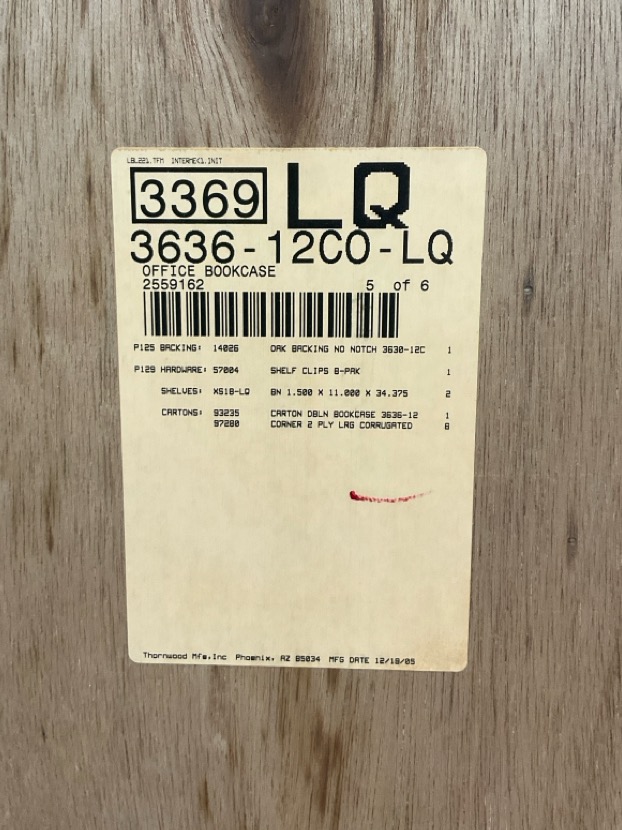 LBL221.TFM INTERMEC1.INIT
3369 LQ
3636-12CO-LQ
OFFICE BOOKCASE
2559162 5 of 6
P125 BACKING: 14026 OAK BACKING NO NOTCH 3630-12C 1
P129 HARDWARE: 57004 SHELF CLIPS 8-PAK 1
SHELVES: XS18-LQ BN 1.500 X 11.000 X 34.375 2
CARTONS: 93235 CARTON DBLN BOOKCASE 3636-12 1
97280 CORNER 2 PLY LRG CORRUGATED 8
Thornwood Mfg,Inc Phoenix, AZ 85034 MFG DATE 12/18/05